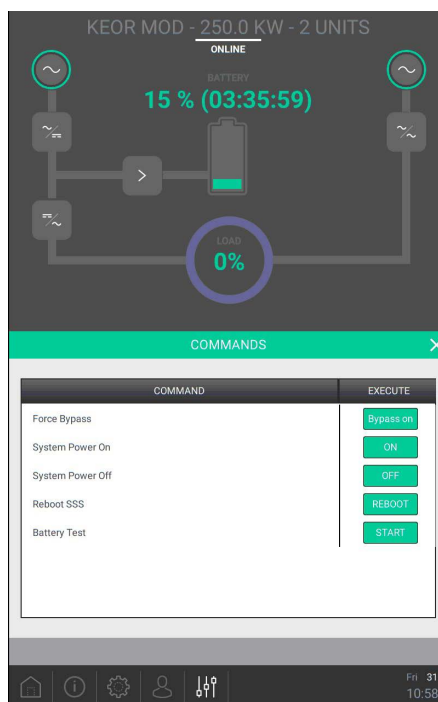 KEOR MOD - 250.0 KW - 2 UNITS
ONLINE
BATTERY
15 % (03:35:59)
LOAD
0%
COMMANDS
COMMAND EXECUTE
Force Bypass Bypass on
System Power On ON
System Power Off OFF
Reboot SSS REBOOT
Battery Test START
Fri 31
10:58